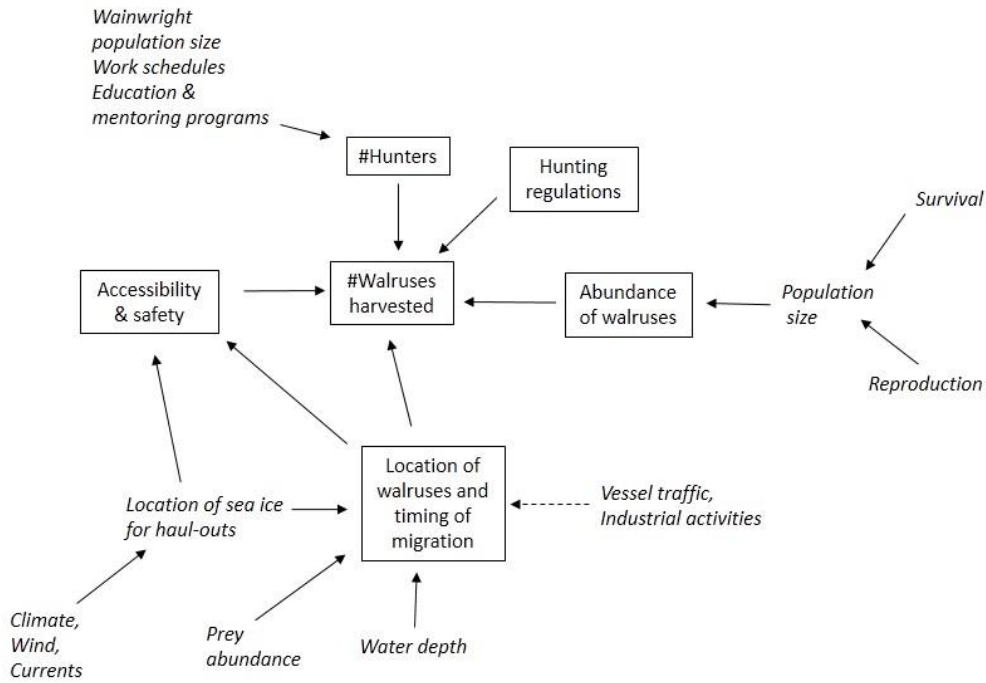 Wainwright
population size
Work schedules
Education &
mentoring programs
#Hunters
Hunting
regulations
Survival
Accessibility
& safety
#Walruses
harvested
Abundance
of walruses
Population
size
Reproduction
Location of
walruses and
timing of
migration
Location of sea ice
for haul-outs
Vessel traffic,
Industrial activities
Climate,
Wind,
Currents
Prey
abundance
Water depth